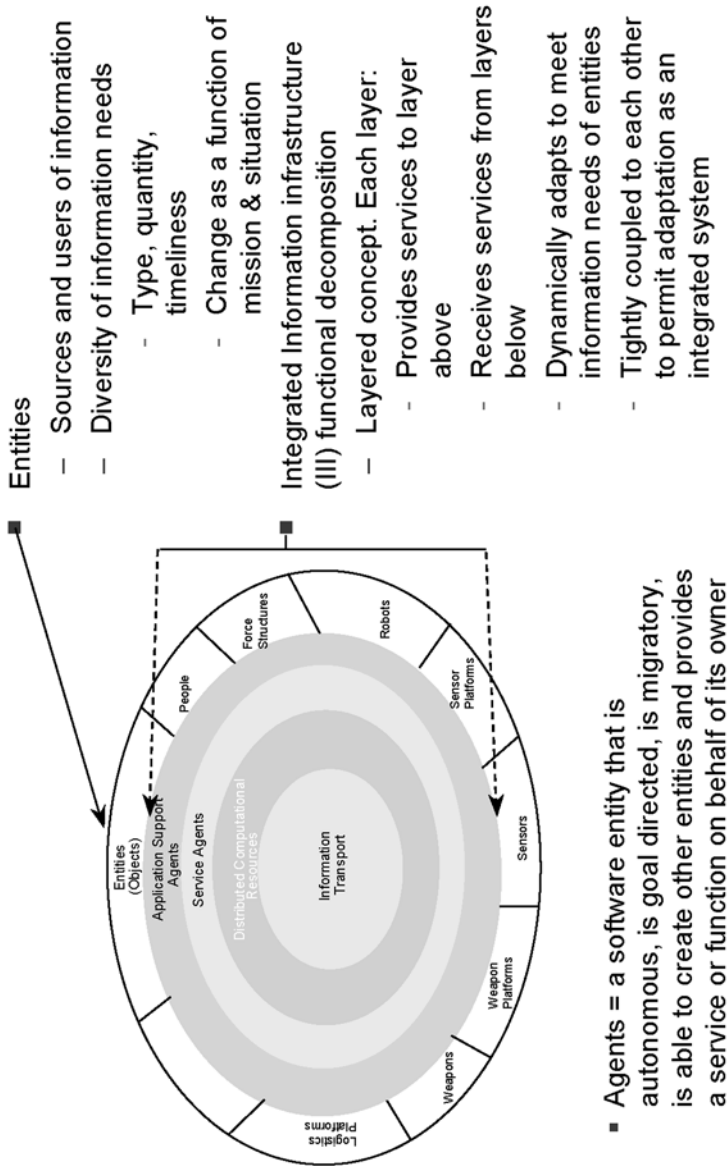 Entities
– Sources and users of information
– Diversity of information needs
- Type, quantity,
timeliness
- Change as a function of
mission & situation
Integrated Information infrastructure
(III) functional decomposition
– Layered concept. Each layer:
- Provides services to layer
above
- Receives services from layers
below
- Dynamically adapts to meet
information needs of entities
- Tightly coupled to each other
to permit adaptation as an
integrated system
Entities
(Objects)
People
Force
Structures
Robots
Sensor
Platforms
Sensors
Weapon
Platforms
Weapons
Logistics
Platforms
Application Support
Agents
Service Agents
Distributed Computational
Resources
Information
Transport
Agents = a software entity that is
autonomous, is goal directed, is migratory,
is able to create other entities and provides
a service or function on behalf of its owner